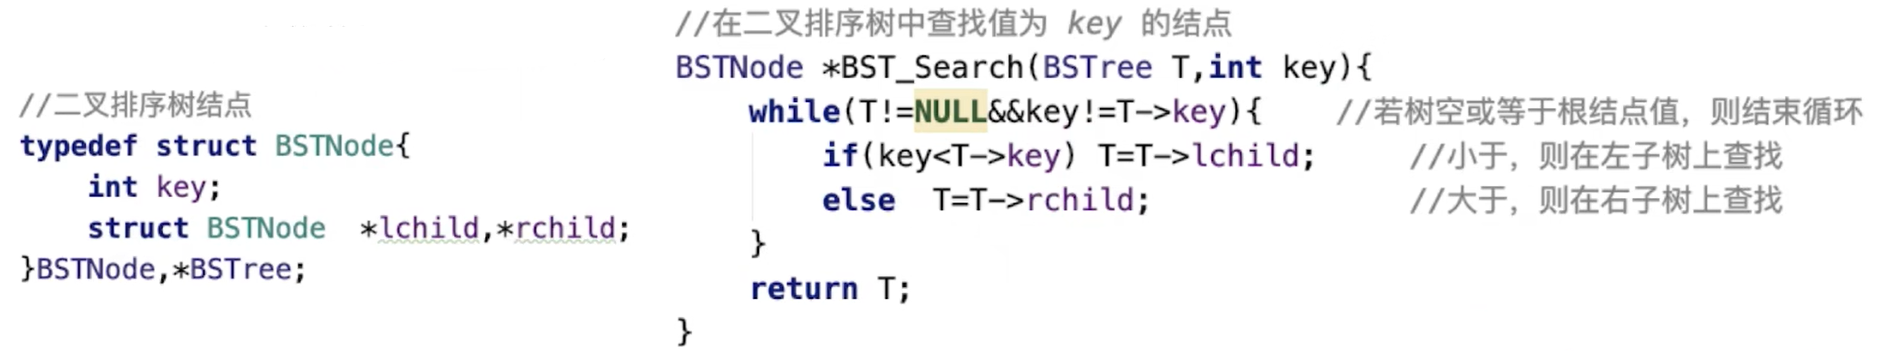 //二叉排序树结点
typedef struct BSTNode{
    int key;
    struct BSTNode  *lchild,*rchild;
}BSTNode,*BSTree;
//在二叉排序树中查找值为 key 的结点
BSTNode *BST_Search(BSTree T,int key){
    while(T!=NULL&&key!=T->key){    //若树空或等于根结点值，则结束循环
        if(key<T->key) T=T->lchild;     //小于，则在左子树上查找
        else  T=T->rchild;              //大于，则在右子树上查找
    }
    return T;
}